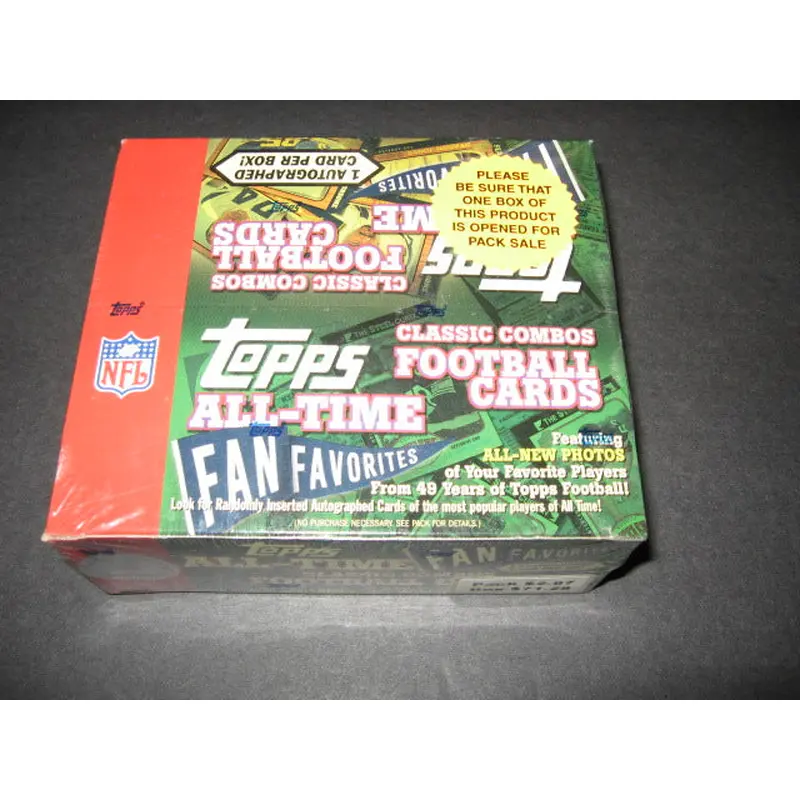 1 AUTOGRAPHED
CARD PER BOX!
PLEASE
BE SURE THAT
ONE BOX OF
THIS PRODUCT
IS OPENED FOR
PACK SALE
RITES
ME
Topps
CLASSIC COMBOS
FOOTBALL
CARDS
Topps
NFL
Topps
CLASSIC COMBOS
FOOTBALL
CARDS
ALL-TIME
FAN FAVORITES
Featuring
ALL-NEW PHOTOS
of Your Favorite Players
From 49 Years of Topps Football!
Look for Randomly Inserted Autographed Cards of the most popular players of All Time!
(NO PURCHASE NECESSARY. SEE PACK FOR DETAILS.)
Topps FAN FAVORITES
ALL-TIME